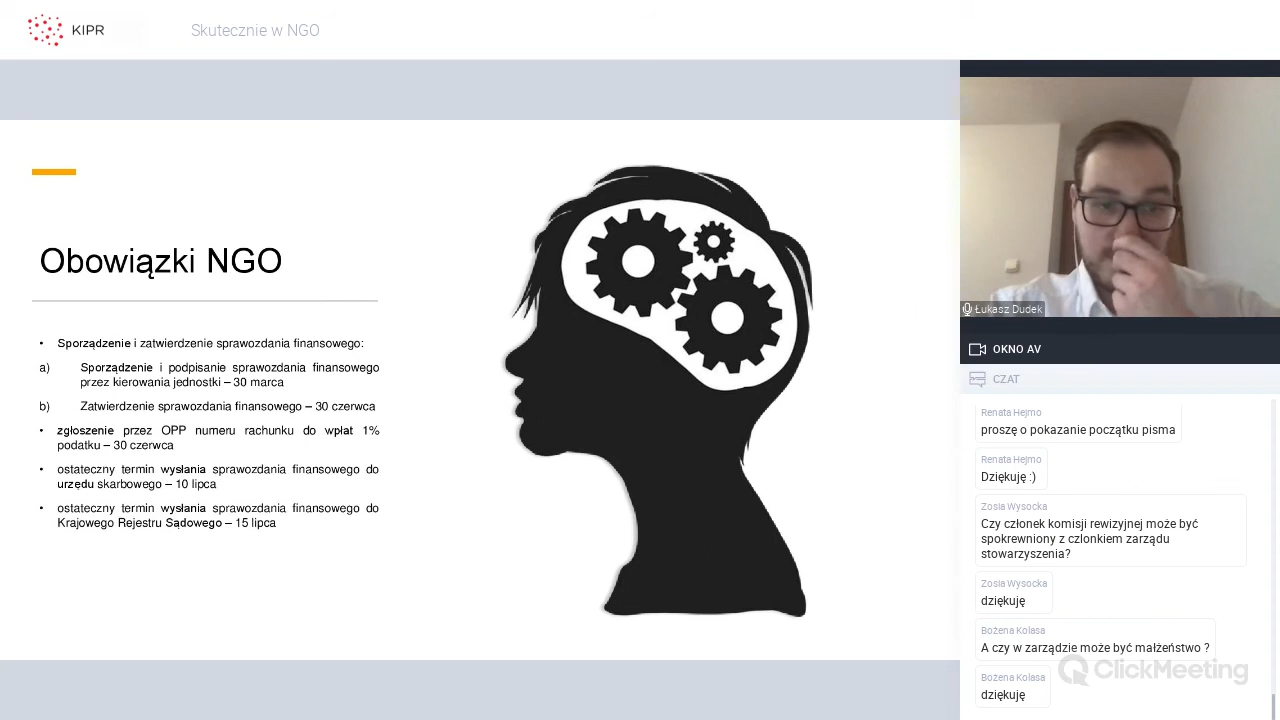 KIPR
Skutecznie w NGO
Obowiązki NGO
• Sporządzenie i zatwierdzenie sprawozdania finansowego:
a) Sporządzenie i podpisanie sprawozdania finansowego
przez kierowania jednostki – 30 marca
b) Zatwierdzenie sprawozdania finansowego – 30 czerwca
• zgłoszenie przez OPP numeru rachunku do wpłat 1%
podatku – 30 czerwca
• ostateczny termin wysłania sprawozdania finansowego do
urzędu skarbowego – 10 lipca
• ostateczny termin wysłania sprawozdania finansowego do
Krajowego Rejestru Sądowego – 15 lipca
Łukasz Dudek
OKNO AV
CZAT
Renata Hejmo
proszę o pokazanie początku pisma
Renata Hejmo
Dziękuję :)
Zosia Wysocka
Czy członek komisji rewizyjnej może być
spokrewniony z czlonkiem zarządu
stowarzyszenia?
Zosia Wysocka
dziękuję
Bożena Kolasa
A czy w zarządzie może być małżeństwo ?
Bożena Kolasa
dziękuję
ClickMeeting